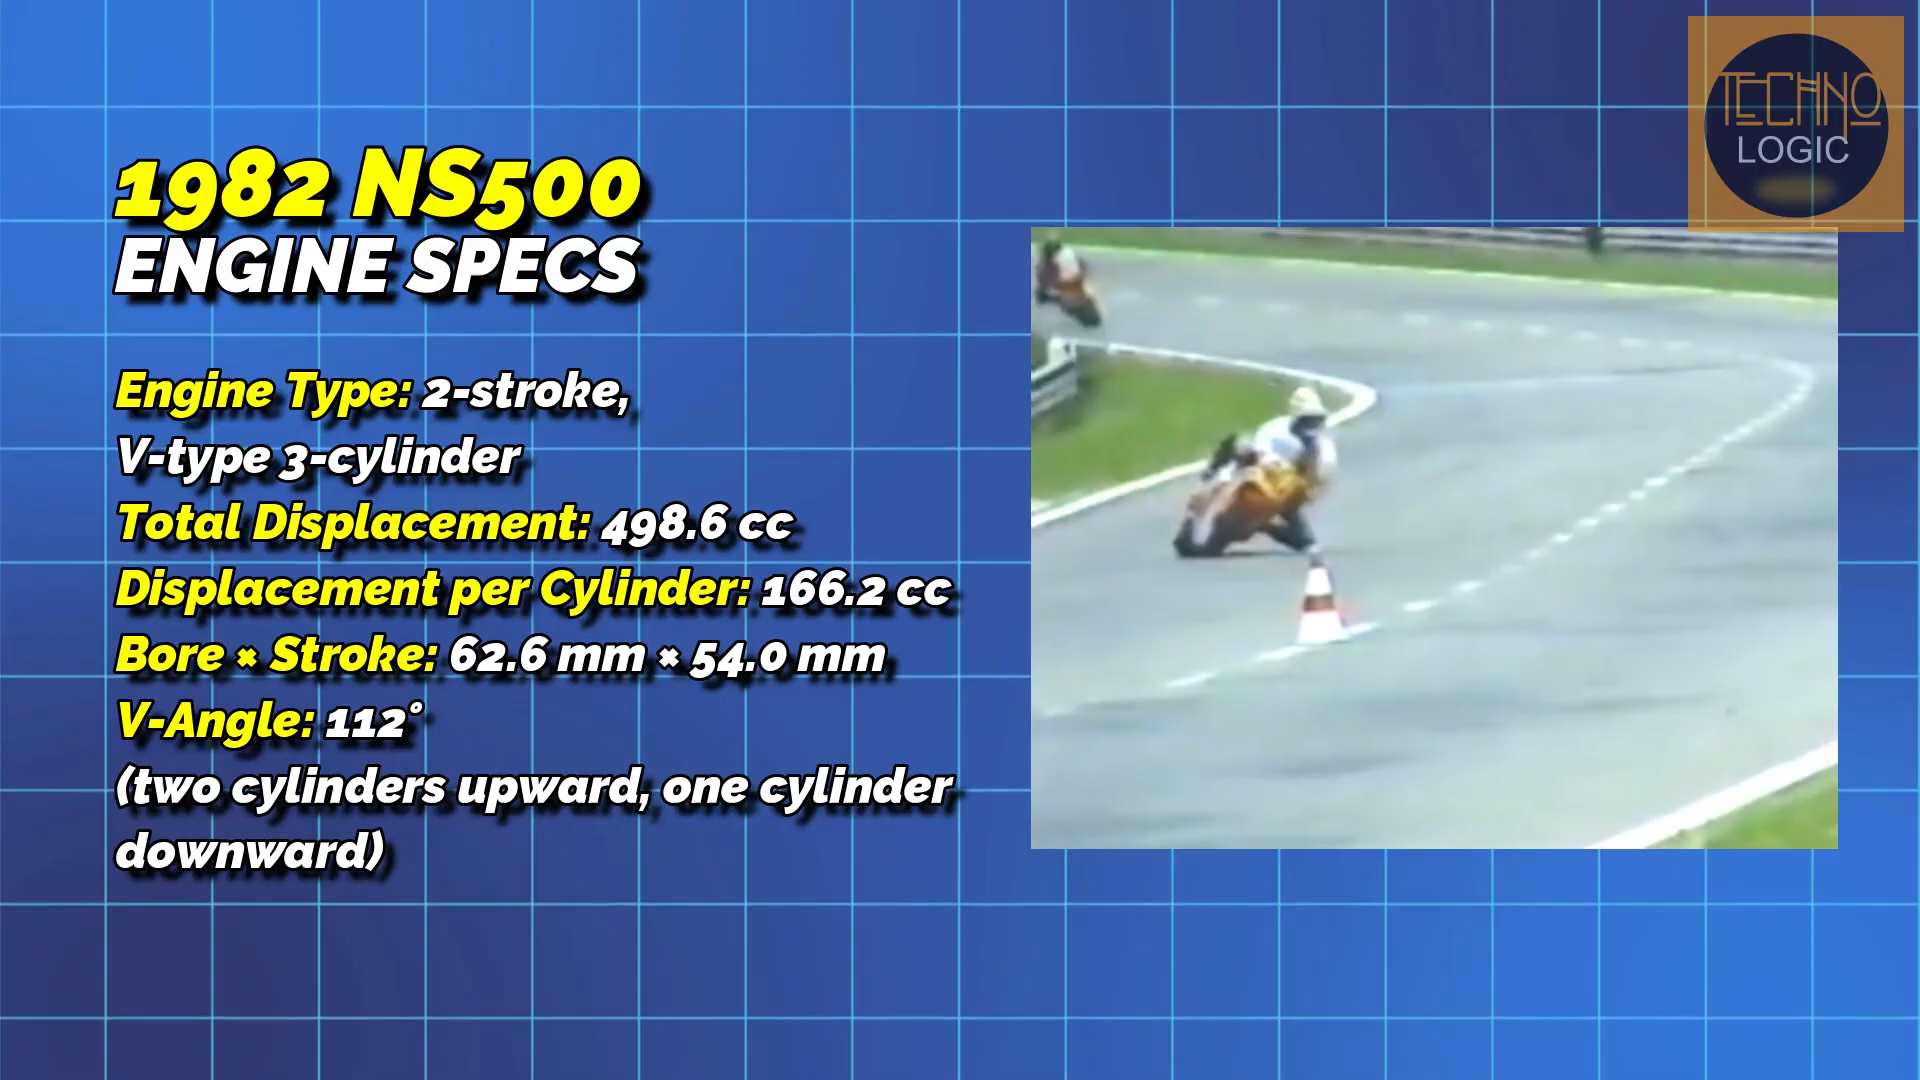 1982 NS500
ENGINE SPECS
Engine Type: 2-stroke,
V-type 3-cylinder
Total Displacement: 498.6 cc
Displacement per Cylinder: 166.2 cc
Bore × Stroke: 62.6 mm × 54.0 mm
V-Angle: 112°
(two cylinders upward, one cylinder
downward)
TECHNO
LOGIC